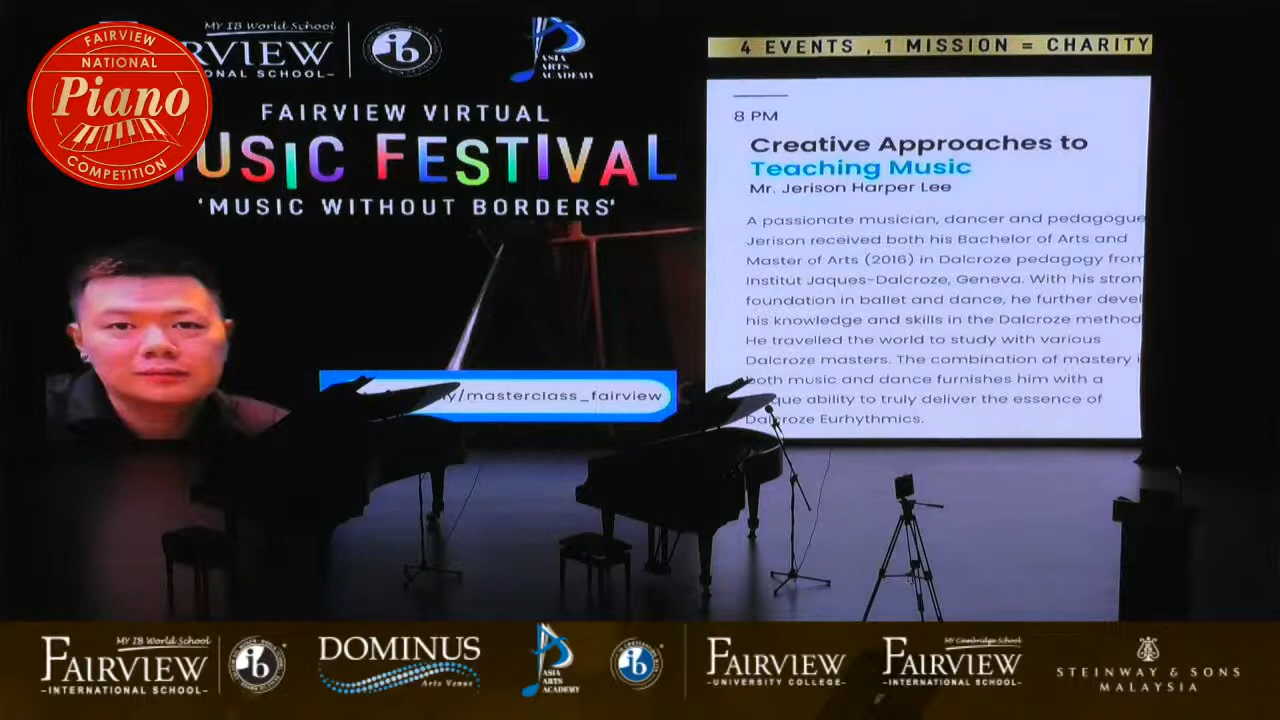 FAIRVIEW
NATIONAL
Piano
COMPETITION
MY IB World School
RVIEW
ONAL SCHOOL
ib
ASIA
ARTS
ACADEMY
FAIRVIEW VIRTUAL
MUSIC FESTIVAL
'MUSIC WITHOUT BORDERS'
y/masterclass_fairview
4 EVENTS , 1 MISSION = CHARITY
8 PM
Creative Approaches to
Teaching Music
Mr. Jerison Harper Lee
A passionate musician, dancer and pedagogue
Jerison received both his Bachelor of Arts and
Master of Arts (2016) in Dalcroze pedagogy from
Institut Jaques-Dalcroze, Geneva. With his stron
foundation in ballet and dance, he further devel
his knowledge and skills in the Dalcroze method
He travelled the world to study with various
Dalcroze masters. The combination of mastery i
both music and dance furnishes him with a
que ability to truly deliver the essence of
Dalcroze Eurhythmics.
MY IB World School
FAIRVIEW
-INTERNATIONAL SCHOOL-
ib
DOMINUS
Arts Venue
ASIA
ARTS
ACADEMY
ib
FAIRVIEW
-UNIVERSITY COLLEGE-
My Cambridge School
FAIRVIEW
-INTERNATIONAL SCHOOL-
STEINWAY & SONS
MALAYSIA